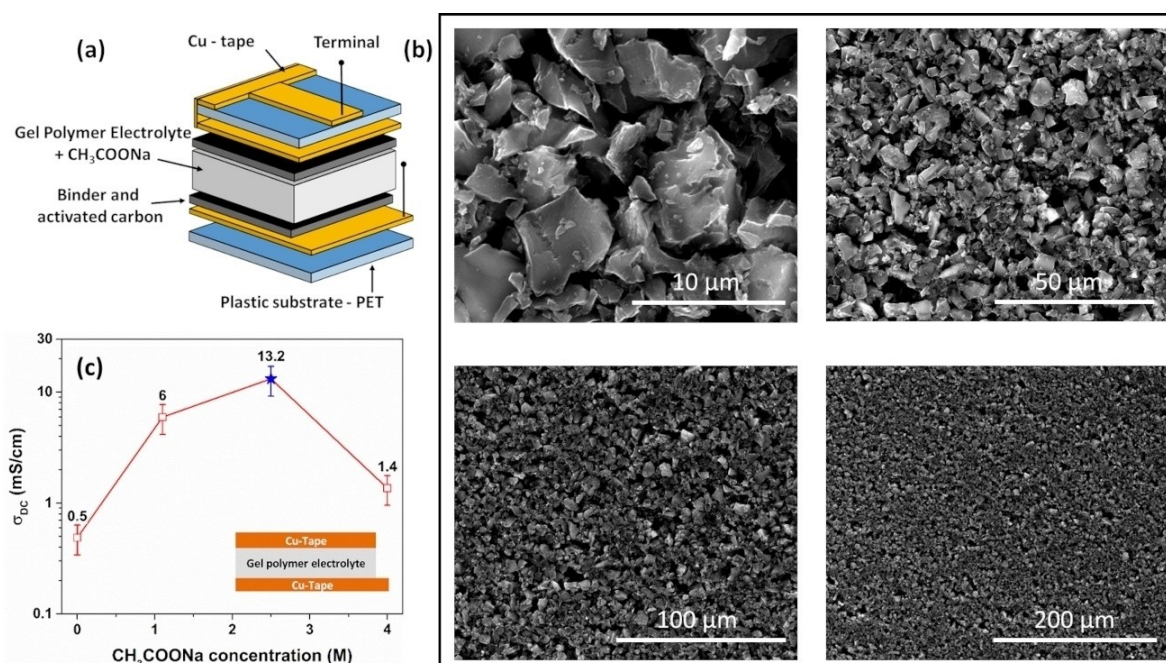 (a)
Cu - tape
Terminal
Gel Polymer Electrolyte
+ CH₃COONa
Binder and
activated carbon
Plastic substrate - PET
(b)
10 µm
50 µm
100 µm
200 µm
(c)
30
10
1
0.1
σDC (mS/cm)
0.5
6
13.2
1.4
Cu-Tape
Gel polymer electrolyte
Cu-Tape
0 1 2 3 4
CH₃COONa concentration (M)